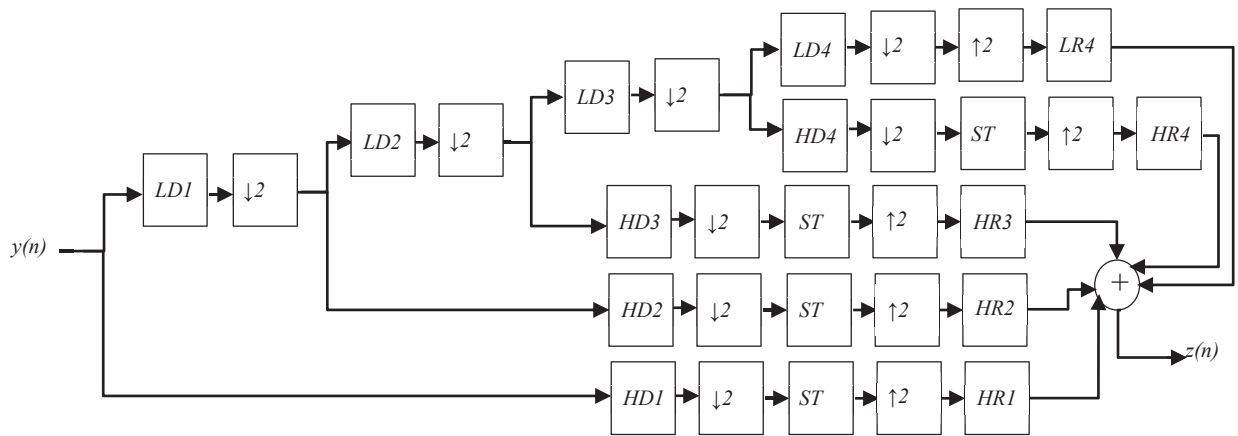 LD4 ↓2 ↑2 LR4
LD3 ↓2
HD4 ↓2 ST ↑2 HR4
LD2 ↓2
LD1 ↓2
HD3 ↓2 ST ↑2 HR3
y(n)
+
HD2 ↓2 ST ↑2 HR2
z(n)
HD1 ↓2 ST ↑2 HR1